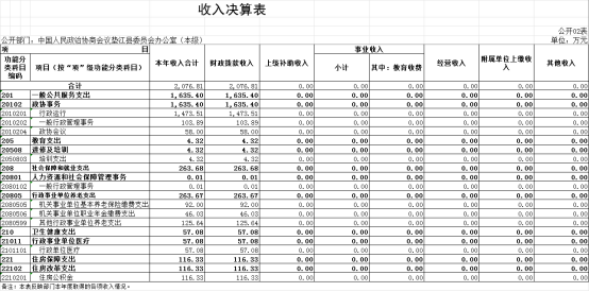 收入决算表
公开02表
公开部门：中国人民政治协商会议垫江县委员会办公室（本级） 单位：万元
项 目 本年收入合计 财政拨款收入 上级补助收入 事业收入 经营收入 附属单位上缴收入 其他收入
功能分类科目编码 项目（按“项”级功能分类科目） 小计 其中：教育收费
合计 2,076.81 2,076.81 0.00 0.00 0.00 0.00 0.00 0.00
201 一般公共服务支出 1,635.40 1,635.40 0.00 0.00 0.00 0.00 0.00 0.00
20102 政协事务 1,635.40 1,635.40 0.00 0.00 0.00 0.00 0.00 0.00
2010201 行政运行 1,473.51 1,473.51 0.00 0.00 0.00 0.00 0.00 0.00
2010202 一般行政管理事务 103.89 103.89 0.00 0.00 0.00 0.00 0.00 0.00
2010204 政协会议 58.00 58.00 0.00 0.00 0.00 0.00 0.00 0.00
205 教育支出 4.32 4.32 0.00 0.00 0.00 0.00 0.00 0.00
20508 进修及培训 4.32 4.32 0.00 0.00 0.00 0.00 0.00 0.00
2050803 培训支出 4.32 4.32 0.00 0.00 0.00 0.00 0.00 0.00
208 社会保障和就业支出 263.68 263.68 0.00 0.00 0.00 0.00 0.00 0.00
20801 人力资源和社会保障管理事务 0.01 0.01 0.00 0.00 0.00 0.00 0.00 0.00
2080102 一般行政管理事务 0.01 0.01 0.00 0.00 0.00 0.00 0.00 0.00
20805 行政事业单位养老支出 263.67 263.67 0.00 0.00 0.00 0.00 0.00 0.00
2080505 机关事业单位基本养老保险缴费支出 92.00 92.00 0.00 0.00 0.00 0.00 0.00 0.00
2080506 机关事业单位职业年金缴费支出 46.03 46.03 0.00 0.00 0.00 0.00 0.00 0.00
2080599 其他行政事业单位养老支出 125.64 125.64 0.00 0.00 0.00 0.00 0.00 0.00
210 卫生健康支出 57.08 57.08 0.00 0.00 0.00 0.00 0.00 0.00
21011 行政事业单位医疗 57.08 57.08 0.00 0.00 0.00 0.00 0.00 0.00
2101101 行政单位医疗 57.08 57.08 0.00 0.00 0.00 0.00 0.00 0.00
221 住房保障支出 116.33 116.33 0.00 0.00 0.00 0.00 0.00 0.00
22102 住房改革支出 116.33 116.33 0.00 0.00 0.00 0.00 0.00 0.00
2210201 住房公积金 116.33 116.33 0.00 0.00 0.00 0.00 0.00 0.00
备注：本表反映部门本年度取得的各项收入情况。